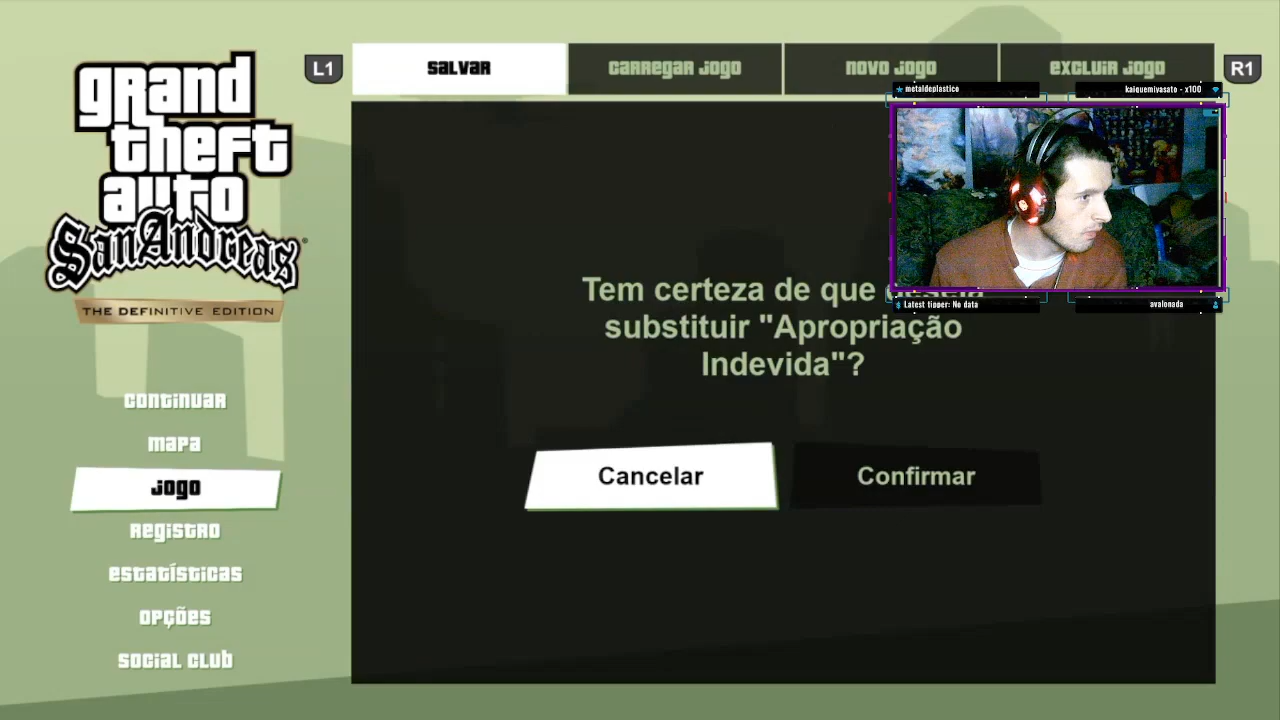 grand
theft
auto
San Andreas
THE DEFINITIVE EDITION
L1
SALVAR
CARREGAR JOGO
NOVO JOGO
EXCLUIR JOGO
R1
metaldeplastico
kaiquemiyasato - x100
Latest tipper: No data
avalonada
Tem certeza de que
substituir "Apropriação
Indevida"?
Cancelar
Confirmar
CONTINUAR
MAPA
JOGO
REGISTRO
ESTATÍSTICAS
OPÇÕES
SOCIAL CLUB